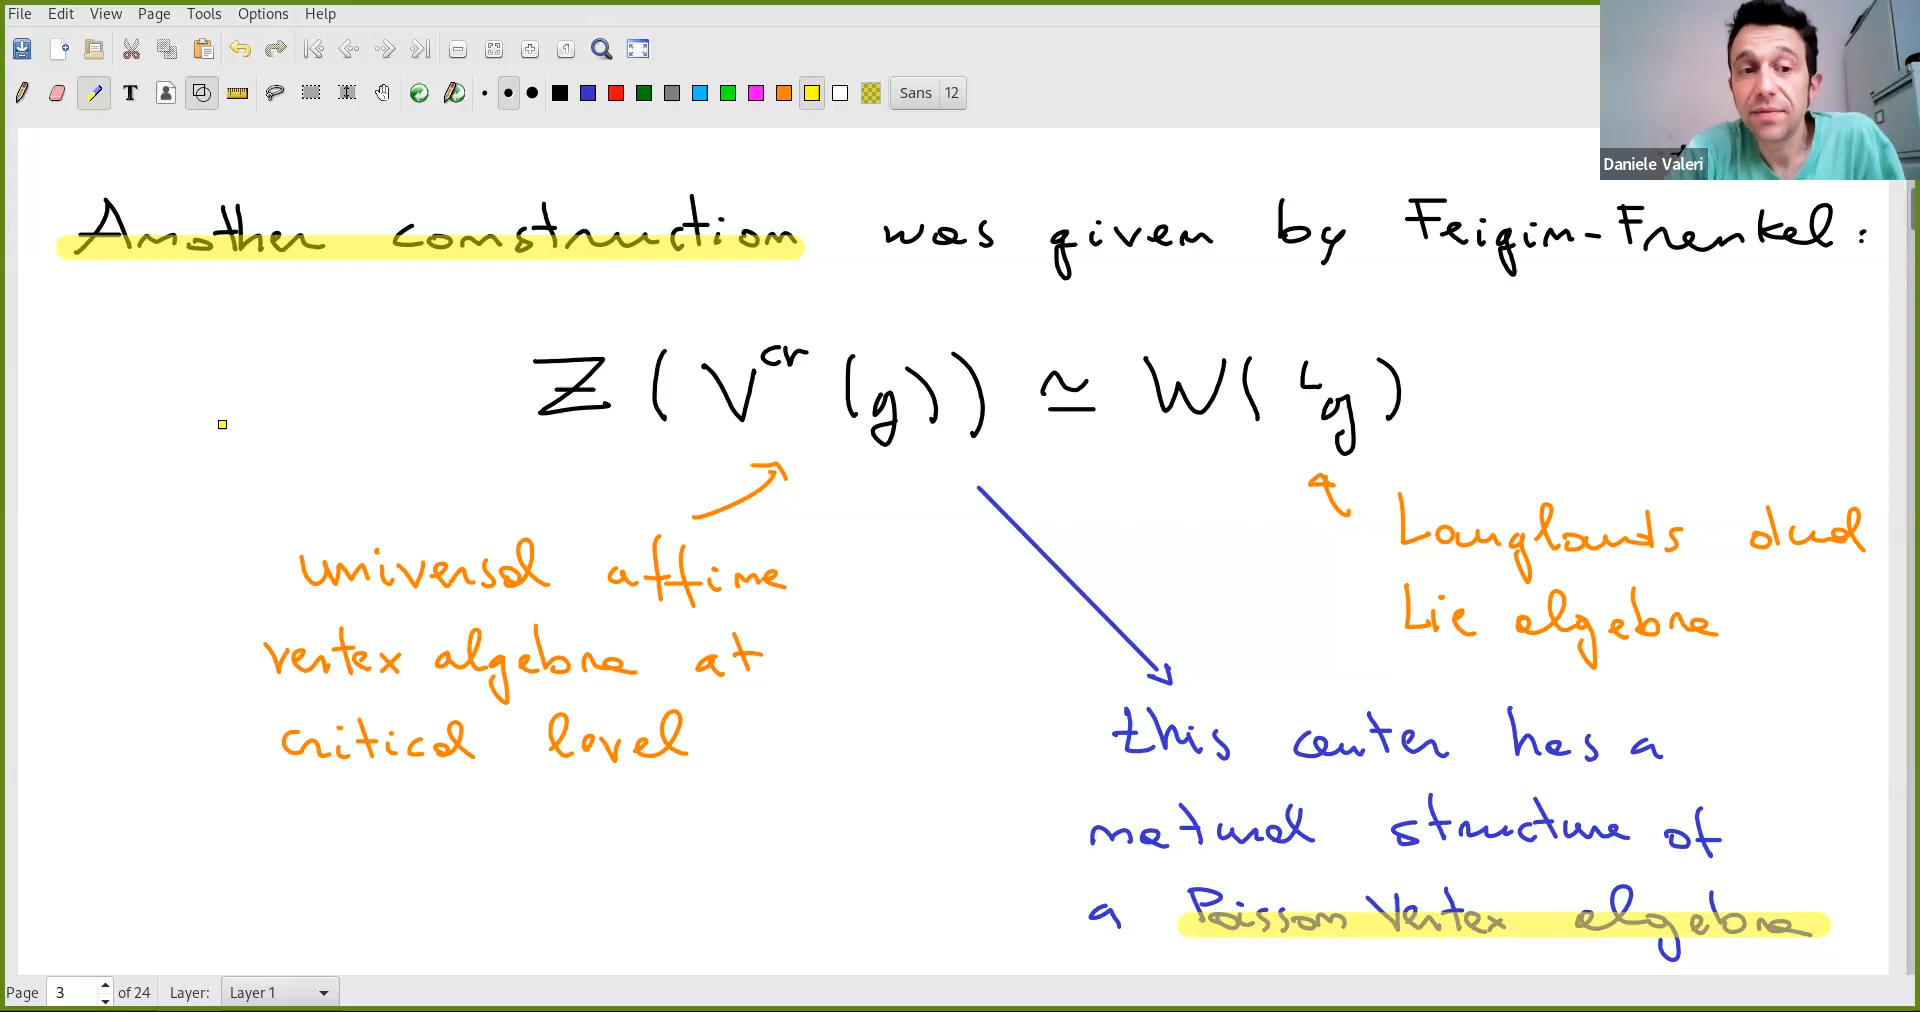 File Edit View Page Tools Options Help
Sans 12
Daniele Valeri
Another construction was given by Feigin-Frenkel:
Z(V^cr(g)) ≃ W(^Lg)
universal affine
vertex algebra at
critical level
Langlands dual
Lie algebra
this center has a
natural structure of
a Poisson Vertex algebra
Page 3 of 24 Layer: Layer 1